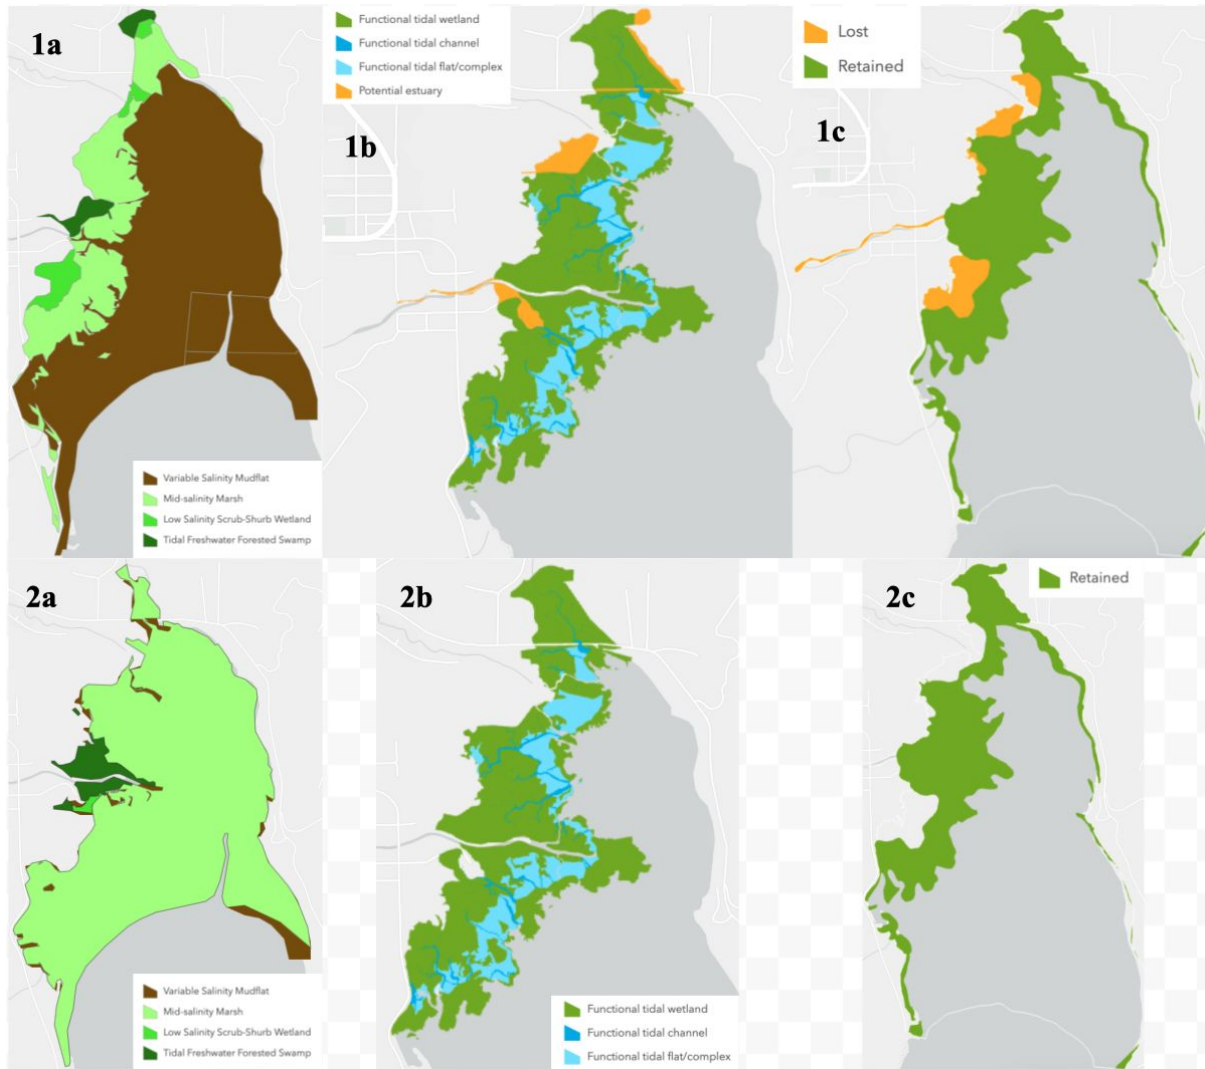 1a
Functional tidal wetland
Functional tidal channel
Functional tidal flat/complex
Potential estuary
1b
Lost
Retained
1c
Variable Salinity Mudflat
Mid-salinity Marsh
Low Salinity Scrub-Shurb Wetland
Tidal Freshwater Forested Swamp
2a
2b
2c
Retained
Variable Salinity Mudflat
Mid-salinity Marsh
Low Salinity Scrub-Shurb Wetland
Tidal Freshwater Forested Swamp
Functional tidal wetland
Functional tidal channel
Functional tidal flat/complex